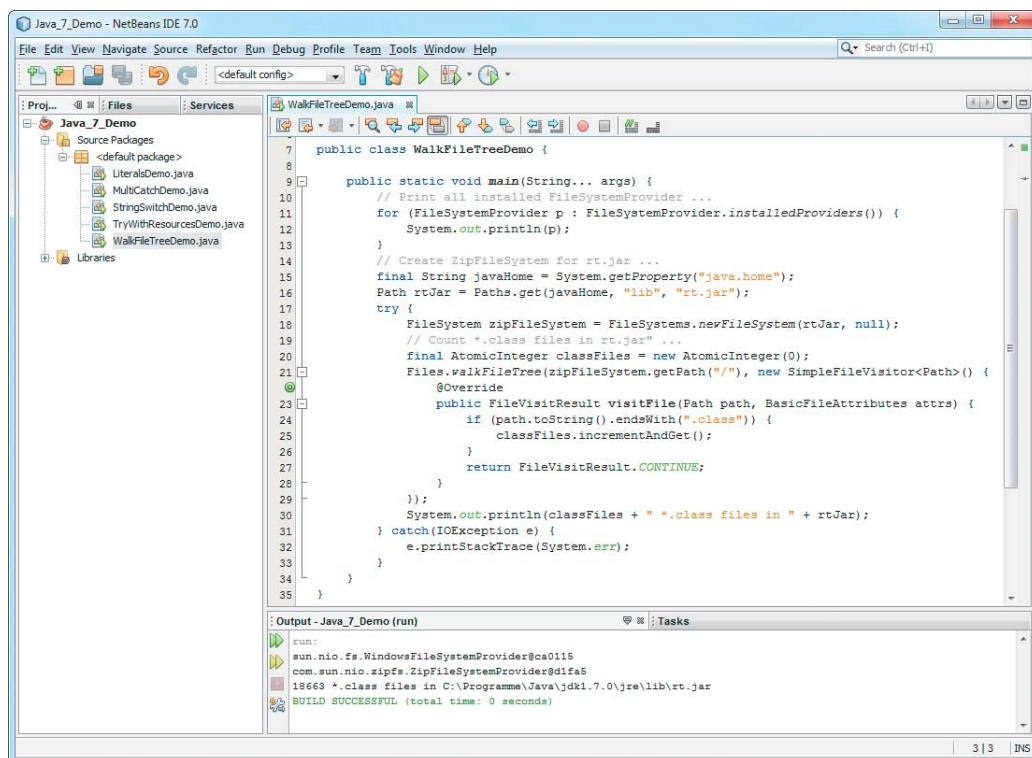 Java_7_Demo - NetBeans IDE 7.0
File Edit View Navigate Source Refactor Run Debug Profile Team Tools Window Help
Search (Ctrl+I)
<default config>
Proj... Files Services
WalkFileTreeDemo.java
Java_7_Demo
Source Packages
<default package>
LiteralsDemo.java
MultiCatchDemo.java
StringSwitchDemo.java
TryWithResourcesDemo.java
WalkFileTreeDemo.java
Libraries
7 public class WalkFileTreeDemo {
8
9 public static void main(String... args) {
10 // Print all installed FileSystemProvider ...
11 for (FileSystemProvider p : FileSystemProvider.installedProviders()) {
12 System.out.println(p);
13 }
14 // Create ZipFileSystem for rt.jar ...
15 final String javaHome = System.getProperty("java.home");
16 Path rtJar = Paths.get(javaHome, "lib", "rt.jar");
17 try {
18 FileSystem zipFileSystem = FileSystems.newFileSystem(rtJar, null);
19 // Count *.class files in rt.jar" ...
20 final AtomicInteger classFiles = new AtomicInteger(0);
21 Files.walkFileTree(zipFileSystem.getPath("/"), new SimpleFileVisitor<Path>() {
@Override
23 public FileVisitResult visitFile(Path path, BasicFileAttributes attrs) {
24 if (path.toString().endsWith(".class")) {
25 classFiles.incrementAndGet();
26 }
27 return FileVisitResult.CONTINUE;
28 }
29 });
30 System.out.println(classFiles + " *.class files in " + rtJar);
31 } catch(IOException e) {
32 e.printStackTrace(System.err);
33 }
34 }
35 }
Output - Java_7_Demo (run) Tasks
run:
sun.nio.fs.WindowsFileSystemProvider@ca0115
com.sun.nio.zipfs.ZipFileSystemProvider@d1fa5
18663 *.class files in C:\Programme\Java\jdk1.7.0\jre\lib\rt.jar
BUILD SUCCESSFUL (total time: 0 seconds)
3|3 INS